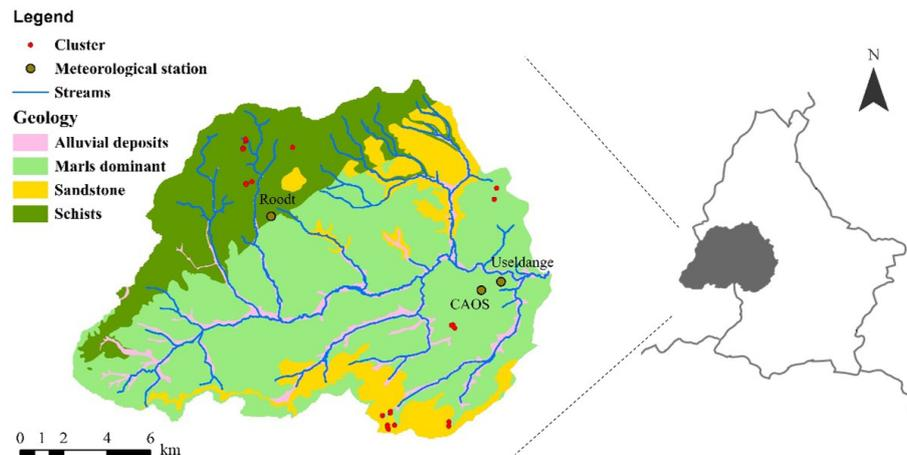 Legend
Cluster
Meteorological station
Streams
Geology
Alluvial deposits
Marls dominant
Sandstone
Schists
Roodt
Useldange
CAOS
N
0 1 2 4 6
km